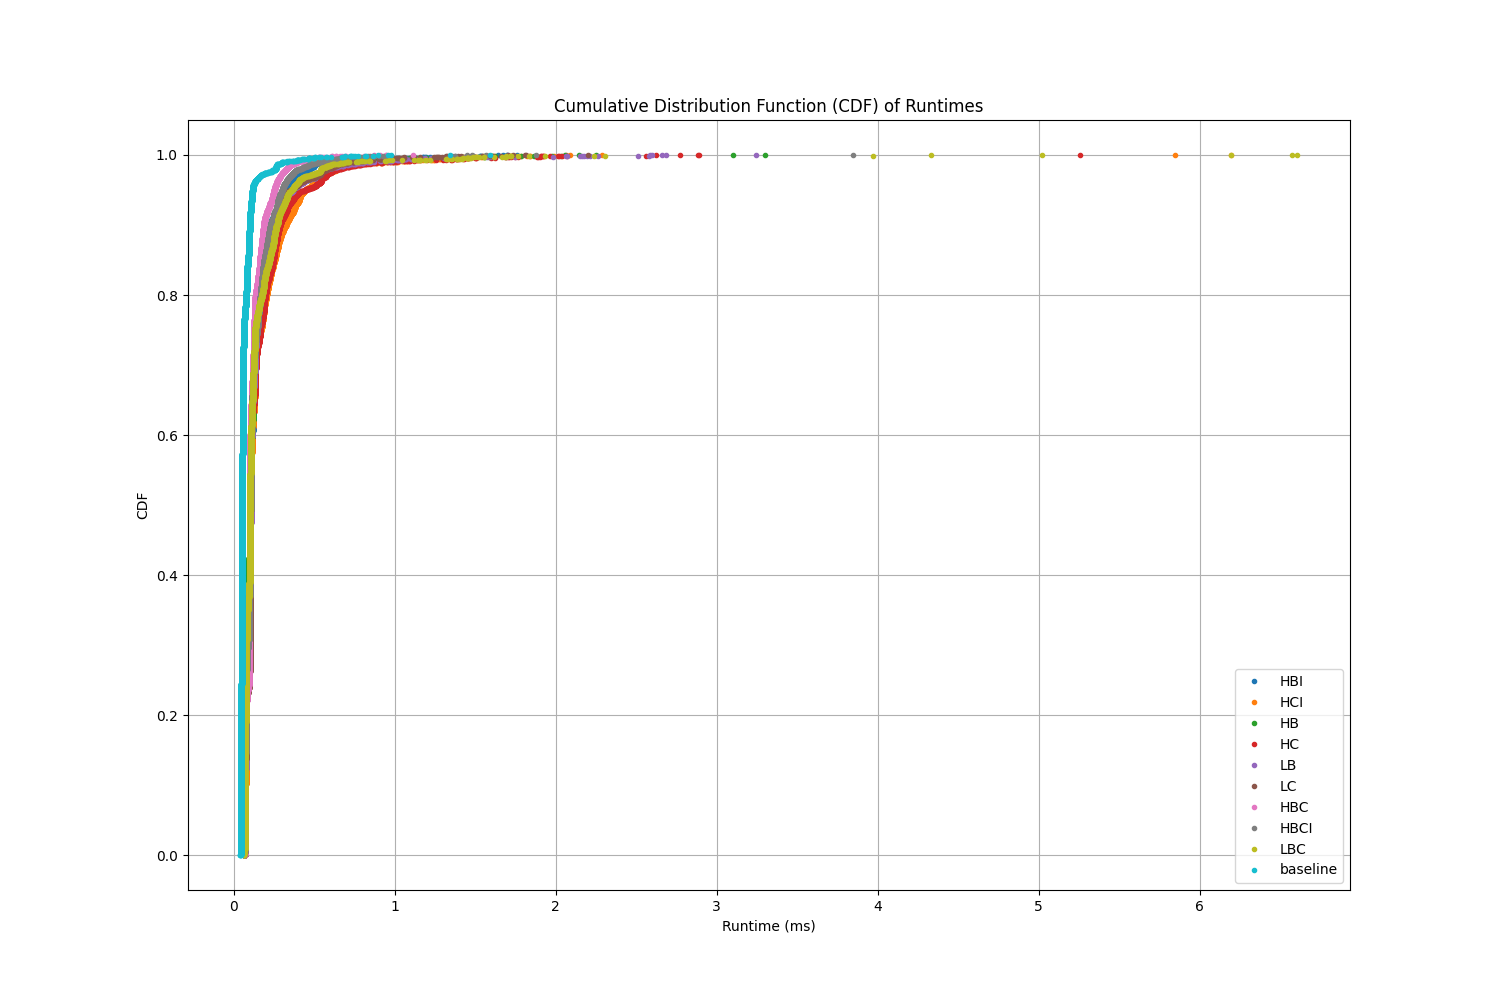 Cumulative Distribution Function (CDF) of Runtimes
1.0
0.8
0.6
0.4
0.2
0.0
CDF
HBI
HCI
HB
HC
LB
LC
HBC
HBCI
LBC
baseline
0 1 2 3 4 5 6
Runtime (ms)